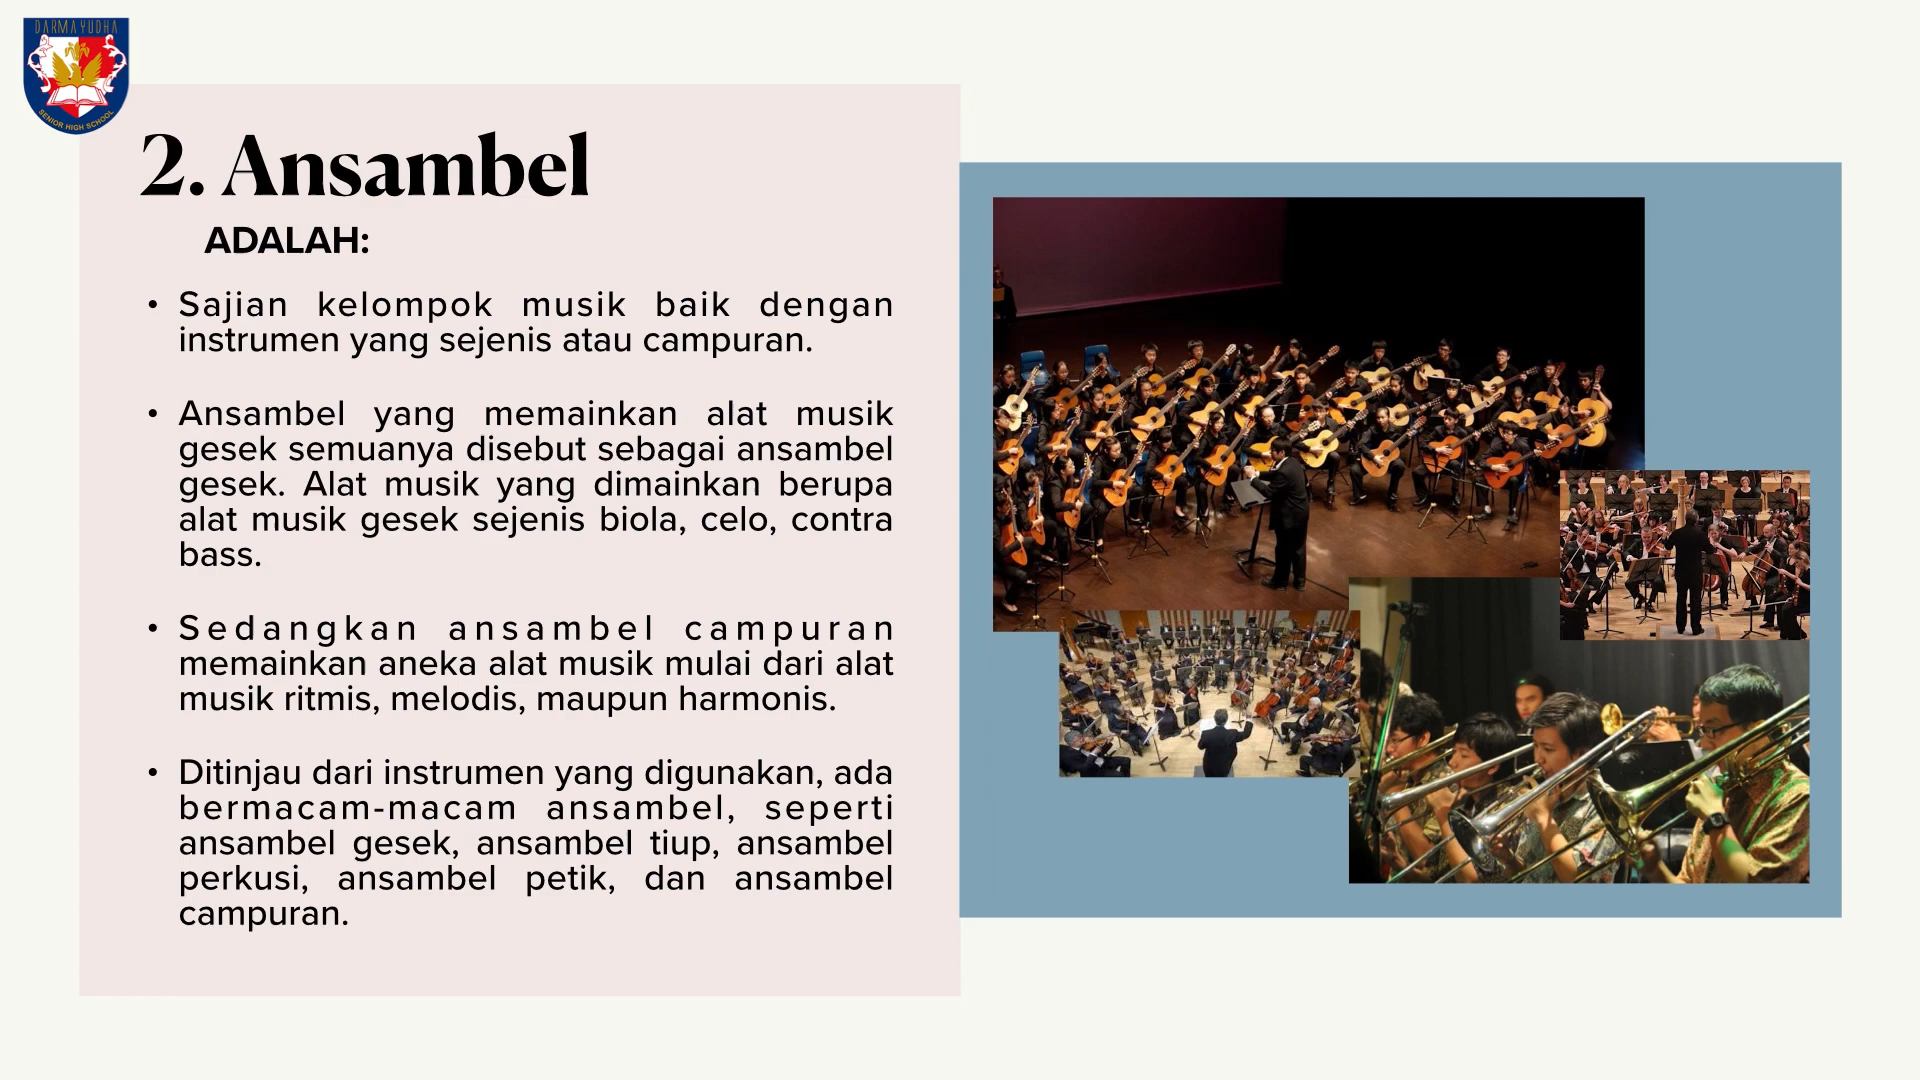 DARMA YUDHA
SENIOR HIGH SCHOOL
2. Ansambel
ADALAH:
• Sajian kelompok musik baik dengan
instrumen yang sejenis atau campuran.
• Ansambel yang memainkan alat musik
gesek semuanya disebut sebagai ansambel
gesek. Alat musik yang dimainkan berupa
alat musik gesek sejenis biola, celo, contra
bass.
• Sedangkan ansambel campuran
memainkan aneka alat musik mulai dari alat
musik ritmis, melodis, maupun harmonis.
• Ditinjau dari instrumen yang digunakan, ada
bermacam-macam ansambel, seperti
ansambel gesek, ansambel tiup, ansambel
perkusi, ansambel petik, dan ansambel
campuran.